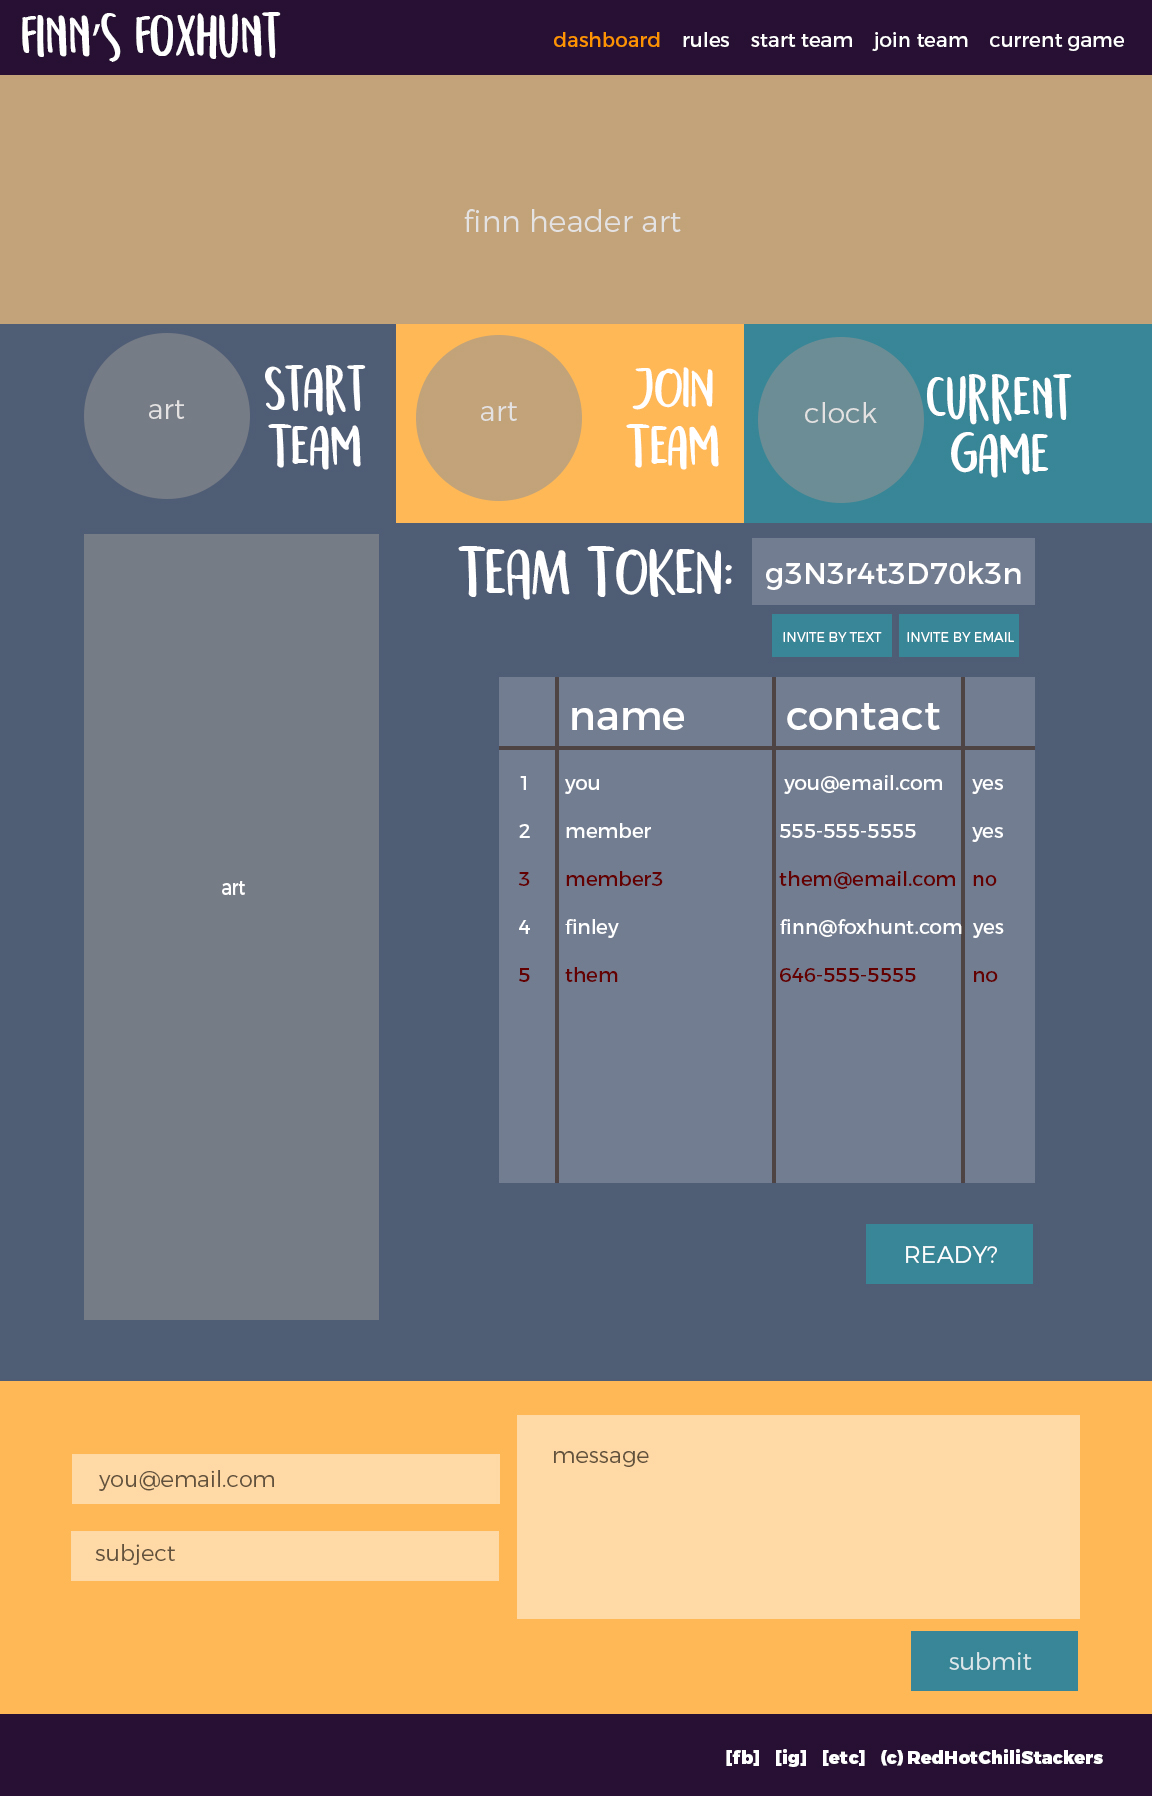 FINN'S FOXHUNT
dashboard rules start team join team current game
finn header art
art
START
TEAM
art
JOIN
TEAM
clock
CURRENT
GAME
art
TEAM TOKEN: g3N3r4t3D70k3n
INVITE BY TEXT INVITE BY EMAIL
name contact
1 you you@email.com yes
2 member 555-555-5555 yes
3 member3 them@email.com no
4 finley finn@foxhunt.com yes
5 them 646-555-5555 no
READY?
you@email.com
subject
message
submit
[fb] [ig] [etc] (c) RedHotChiliStackers